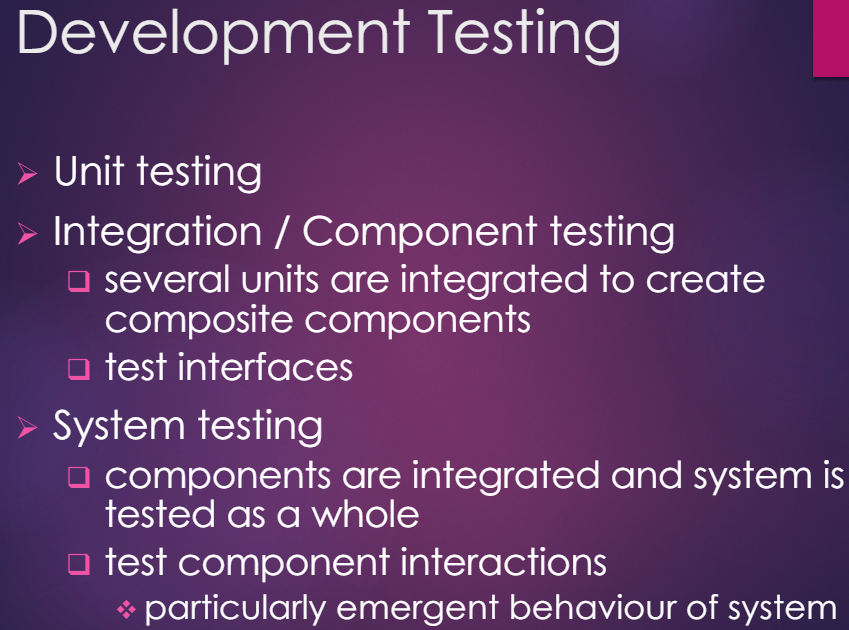 Development Testing
Unit testing
Integration / Component testing
several units are integrated to create
composite components
test interfaces
System testing
components are integrated and system is
tested as a whole
test component interactions
particularly emergent behaviour of system